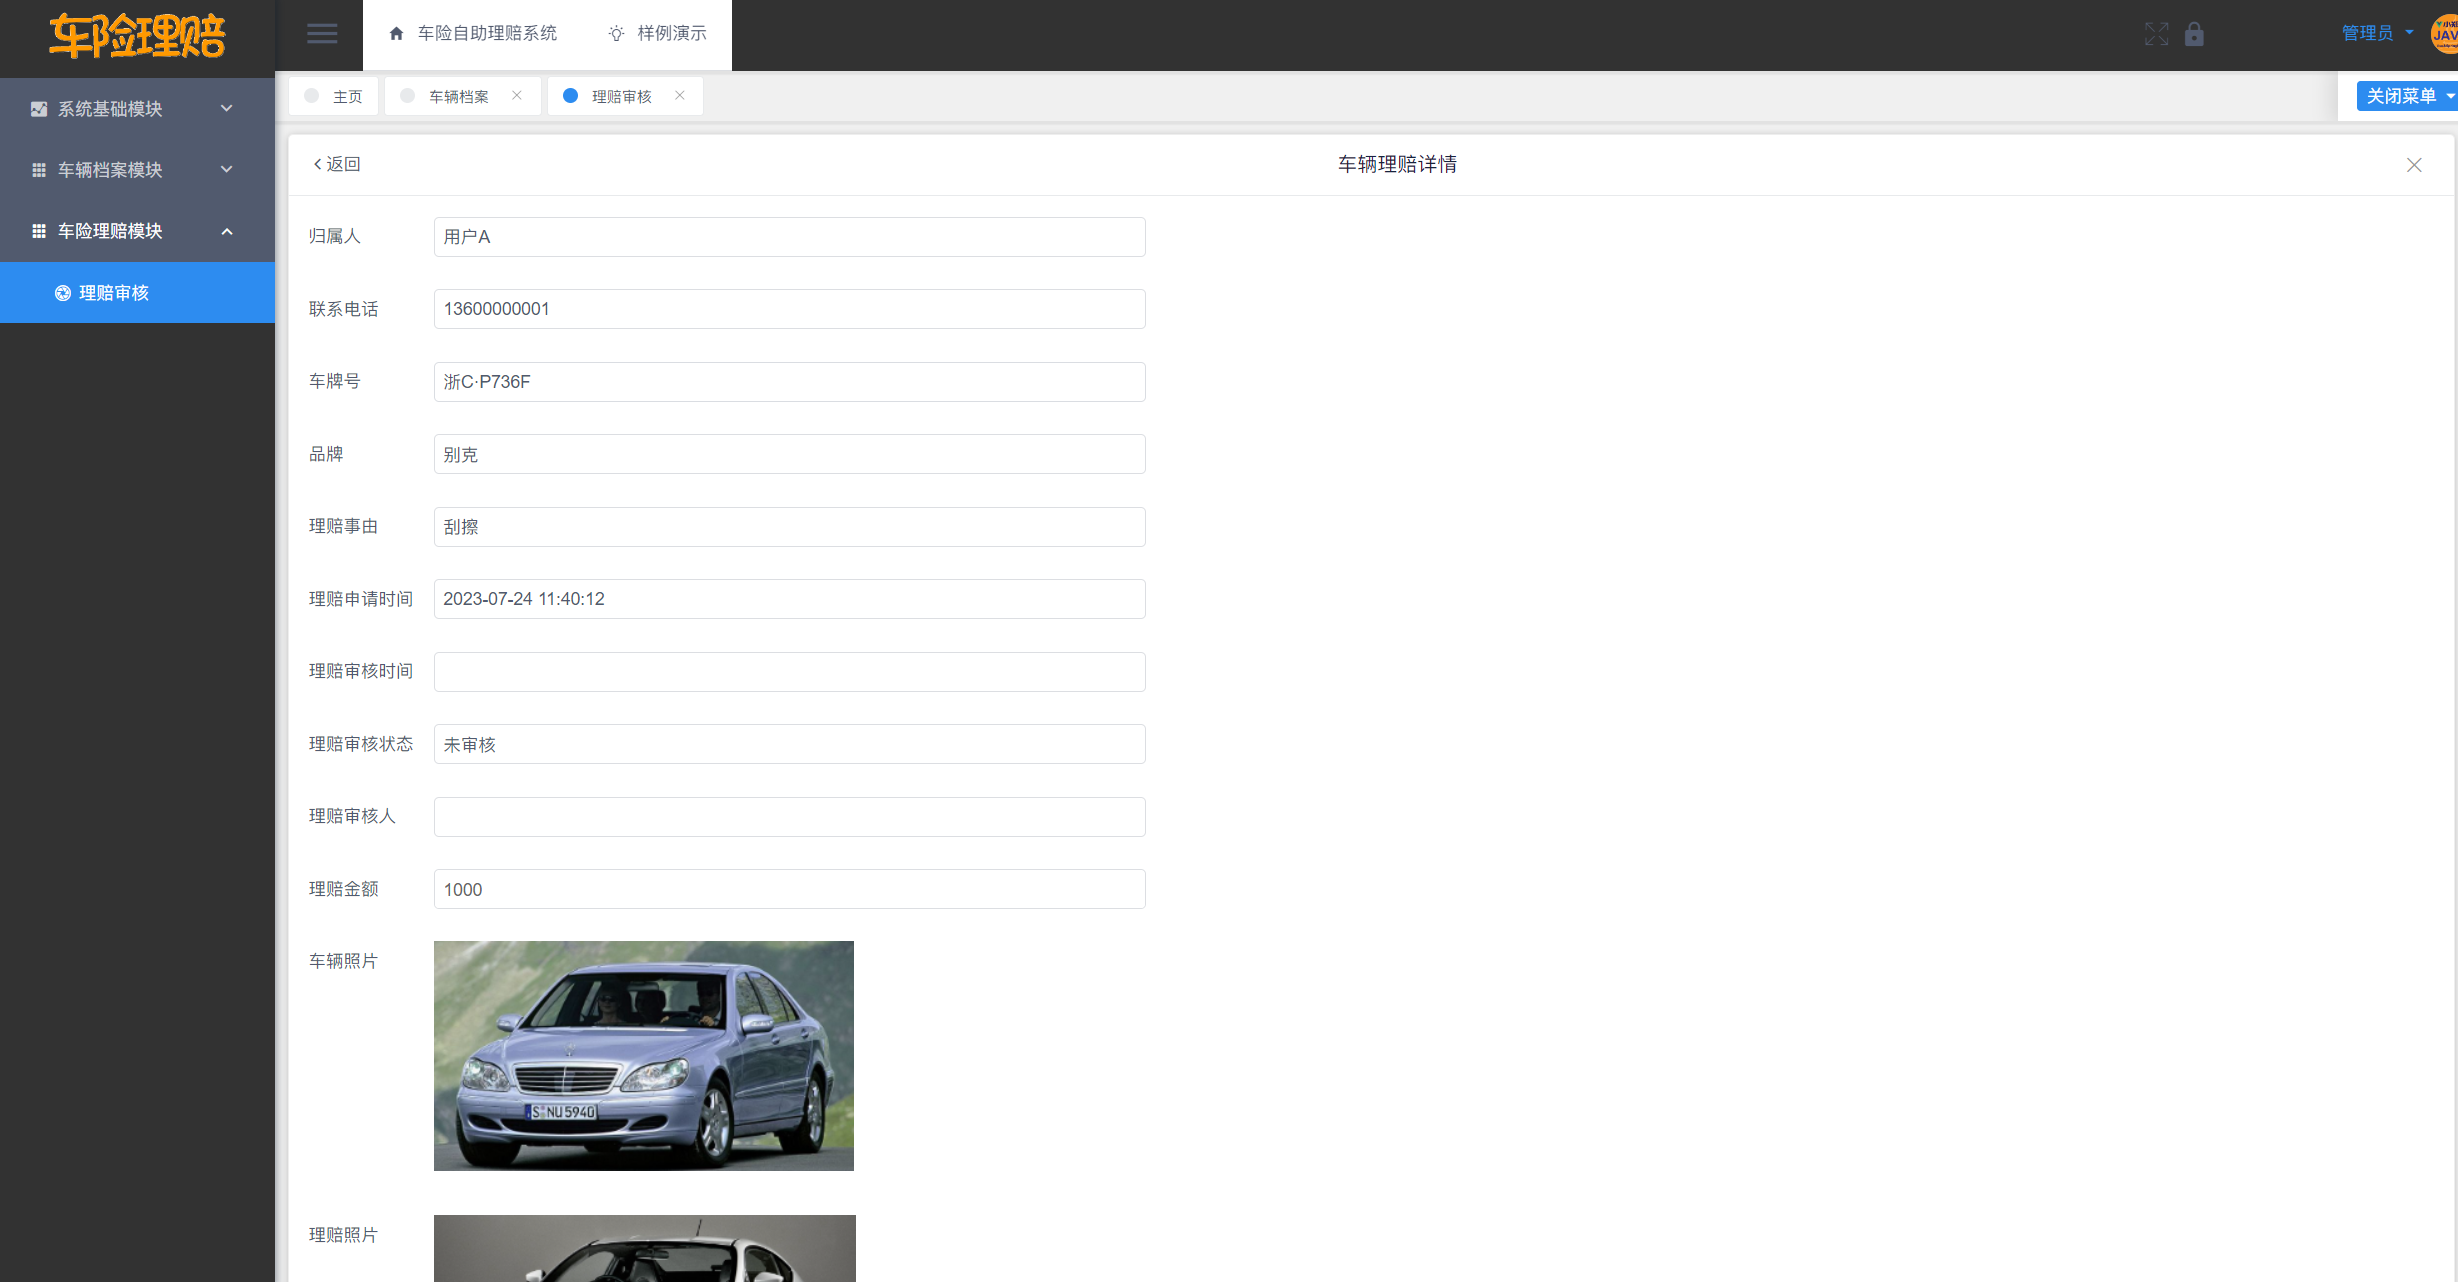 车险理赔
车险自助理赔系统
样例演示
管理员
小知
JAV
系统基础模块
车辆档案模块
车险理赔模块
理赔审核
主页
车辆档案
理赔审核
关闭菜单
返回
车辆理赔详情
归属人
用户A
联系电话
13600000001
车牌号
浙C·P736F
品牌
别克
理赔事由
刮擦
理赔申请时间
2023-07-24 11:40:12
理赔审核时间
理赔审核状态
未审核
理赔审核人
理赔金额
1000
车辆照片
S NU 5940
理赔照片